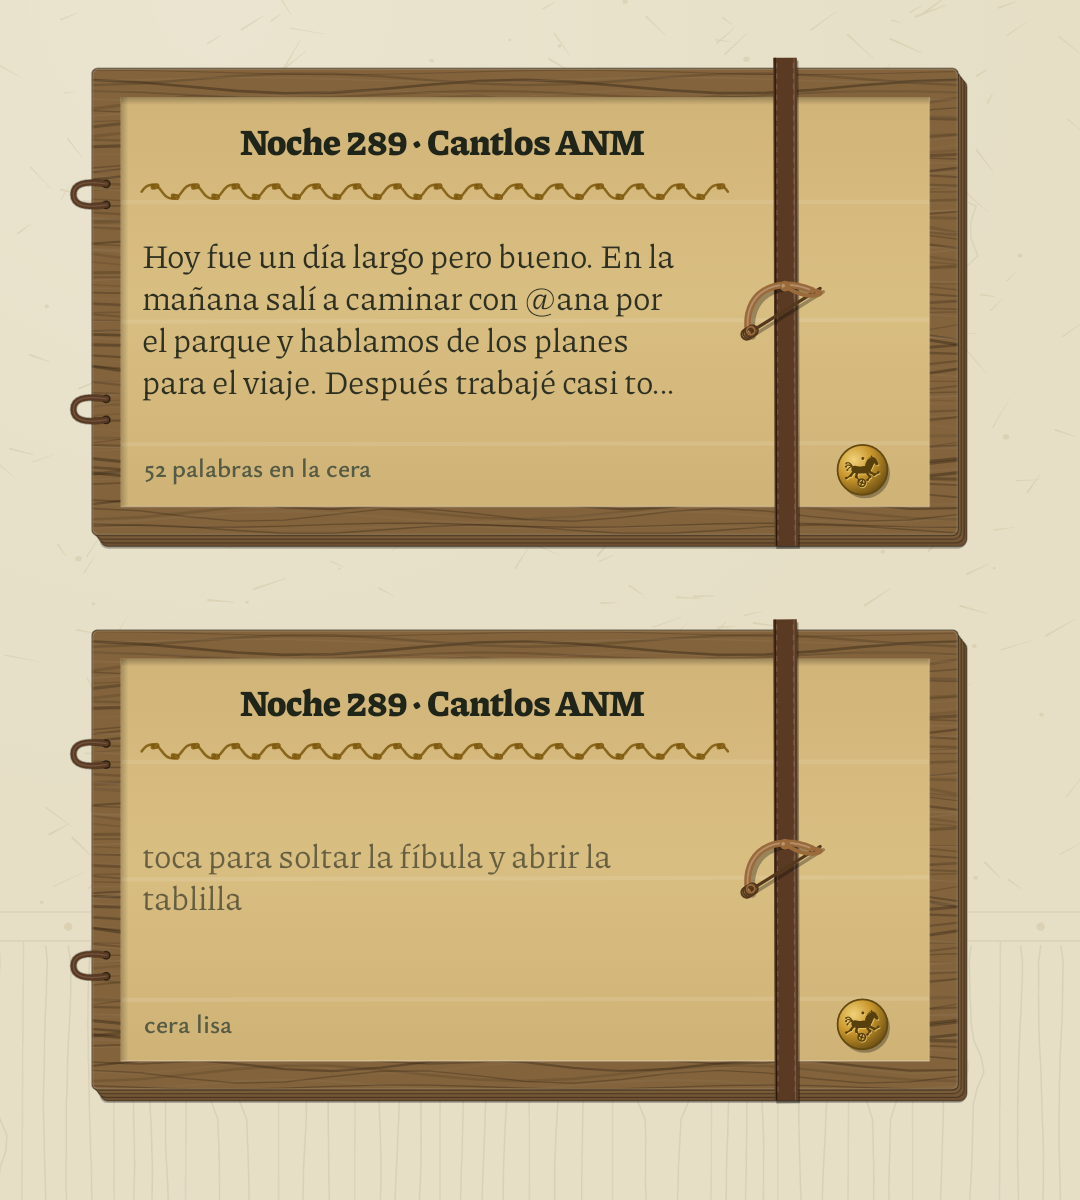 Noche 289 · Cantlos ANM
Hoy fue un día largo pero bueno. En la
mañana salí a caminar con @ana por
el parque y hablamos de los planes
para el viaje. Después trabajé casi to...
52 palabras en la cera
Noche 289 · Cantlos ANM
toca para soltar la fíbula y abrir la
tablilla
cera lisa